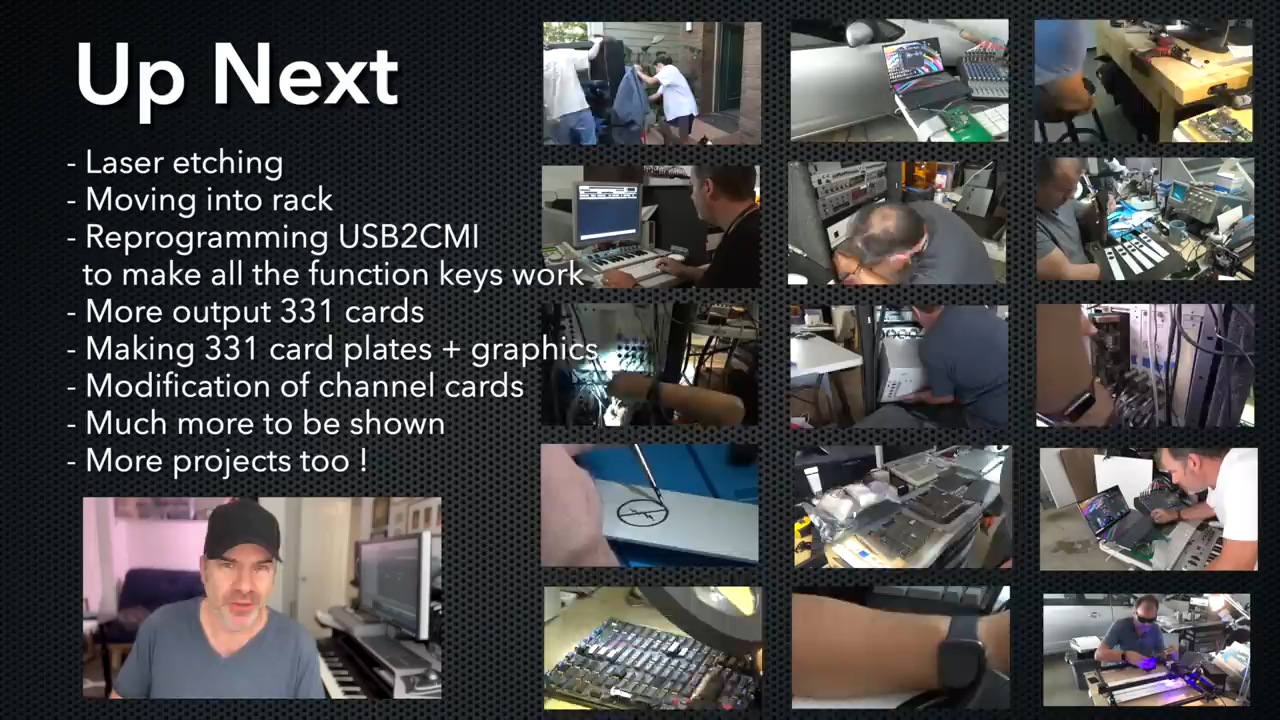 Up Next
- Laser etching
- Moving into rack
- Reprogramming USB2CMI
to make all the function keys work
- More output 331 cards
- Making 331 card plates + graphics
- Modification of channel cards
- Much more to be shown
- More projects too !